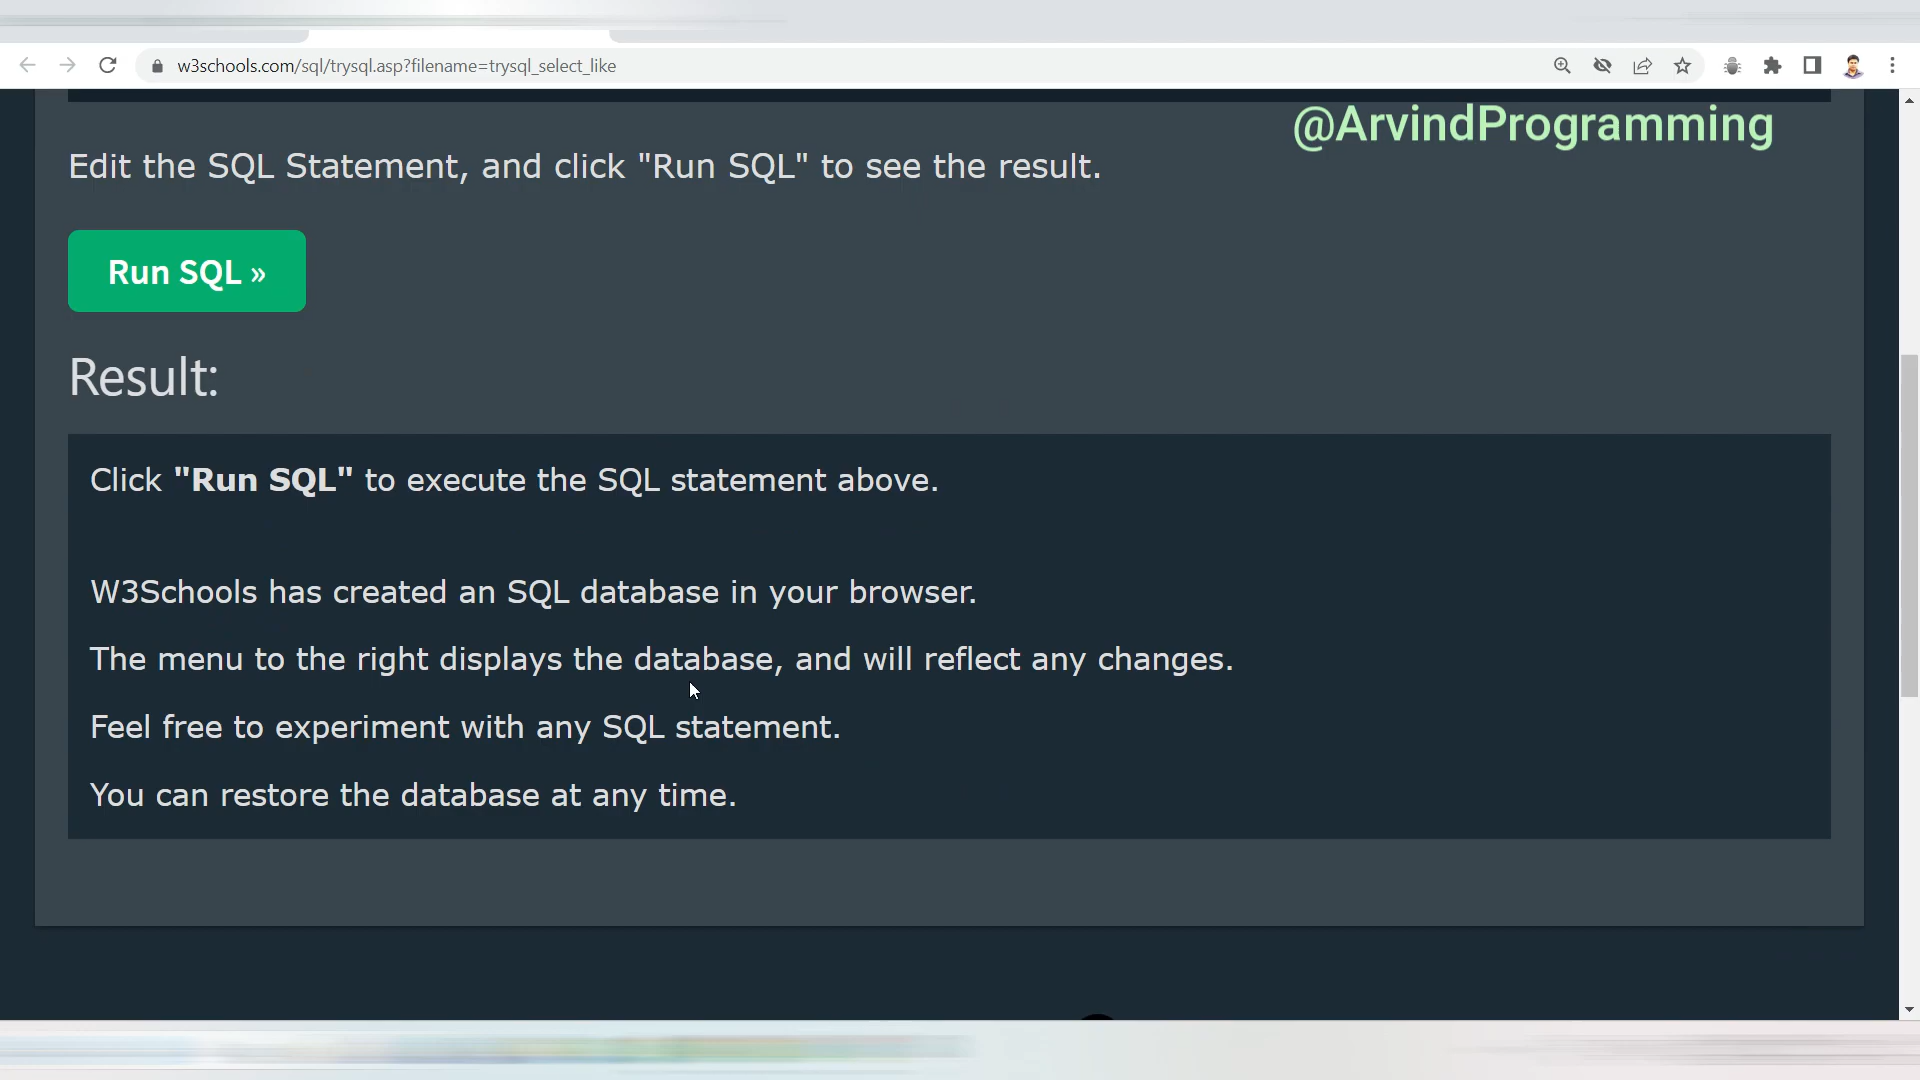 w3schools.com/sql/trysql.asp?filename=trysql_select_like
@ArvindProgramming
Edit the SQL Statement, and click "Run SQL" to see the result.
Run SQL »
Result:
Click "Run SQL" to execute the SQL statement above.
W3Schools has created an SQL database in your browser.
The menu to the right displays the database, and will reflect any changes.
Feel free to experiment with any SQL statement.
You can restore the database at any time.